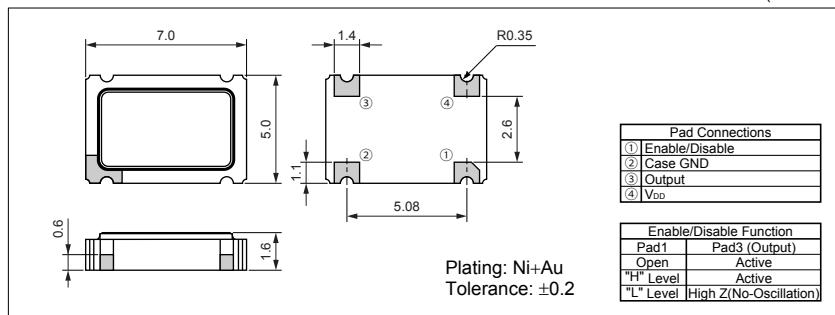 7.0
1.4
R0.35
③
④
5.0
2.6
②
①
1.1
5.08
0.6
1.6
Plating: Ni+Au
Tolerance: ±0.2
Pad Connections
① Enable/Disable
② Case GND
③ Output
④ VDD
Enable/Disable Function
Pad1 Pad3 (Output)
Open Active
"H" Level Active
"L" Level High Z(No-Oscillation)